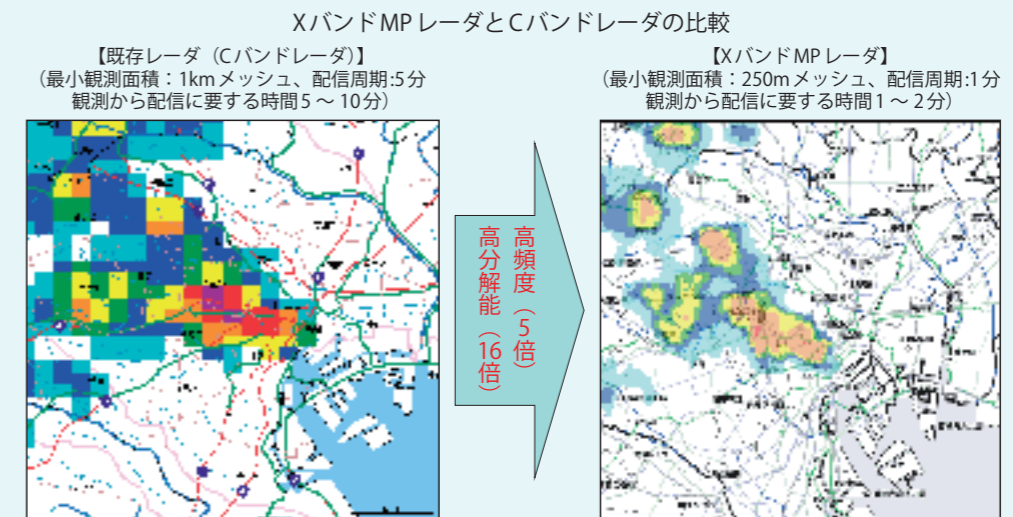 XバンドMPレーダとCバンドレーダの比較
【既存レーダ（Cバンドレーダ）】
（最小観測面積：1kmメッシュ、配信周期:5分
観測から配信に要する時間5～10分）
【XバンドMPレーダ】
（最小観測面積：250mメッシュ、配信周期:1分
観測から配信に要する時間1～2分）
高頻度（5倍）
高分解能（16倍）